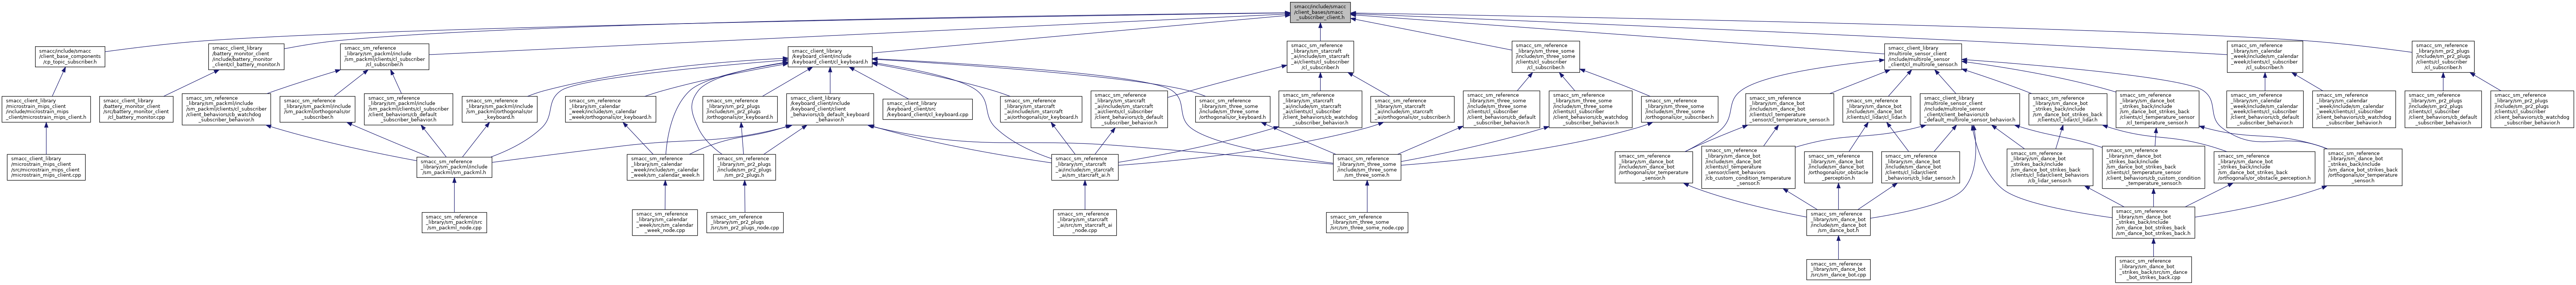 smacc/include/smacc
/client_bases/smacc
_subscriber_client.h
smacc/include/smacc
/client_base_components
/cp_topic_subscriber.h
smacc_client_library
/battery_monitor_client
/include/battery_monitor
_client/cl_battery_monitor.h
smacc_sm_reference
_library/sm_packml/include
/sm_packml/clients/cl_subscriber
/cl_subscriber.h
smacc_client_library
/keyboard_client/include
/keyboard_client/cl_keyboard.h
smacc_sm_reference
_library/sm_starcraft
_ai/include/sm_starcraft
_ai/clients/cl_subscriber
/cl_subscriber.h
smacc_sm_reference
_library/sm_three_some
/include/sm_three_some
/clients/cl_subscriber
/cl_subscriber.h
smacc_client_library
/multirole_sensor_client
/include/multirole_sensor
_client/cl_multirole_sensor.h
smacc_sm_reference
_library/sm_calendar
_week/include/sm_calendar
_week/clients/cl_subscriber
/cl_subscriber.h
smacc_sm_reference
_library/sm_pr2_plugs
/include/sm_pr2_plugs
/clients/cl_subscriber
/cl_subscriber.h
smacc_client_library
/microstrain_mips_client
/include/microstrain_mips
_client/microstrain_mips_client.h
smacc_client_library
/battery_monitor_client
/src/battery_monitor_client
/cl_battery_monitor.cpp
smacc_sm_reference
_library/sm_packml/include
/sm_packml/clients/cl_subscriber
/client_behaviors/cb_watchdog
_subscriber_behavior.h
smacc_sm_reference
_library/sm_packml/include
/sm_packml/orthogonals/or
_subscriber.h
smacc_sm_reference
_library/sm_packml/include
/sm_packml/clients/cl_subscriber
/client_behaviors/cb_default
_subscriber_behavior.h
smacc_sm_reference
_library/sm_packml/include
/sm_packml/orthogonals/or
_keyboard.h
smacc_sm_reference
_library/sm_calendar
_week/include/sm_calendar
_week/orthogonals/or_keyboard.h
smacc_sm_reference
_library/sm_pr2_plugs
/include/sm_pr2_plugs
/orthogonals/or_keyboard.h
smacc_client_library
/keyboard_client/include
/keyboard_client/client
_behaviors/cb_default_keyboard
_behavior.h
smacc_client_library
/keyboard_client/src
/keyboard_client/cl_keyboard.cpp
smacc_sm_reference
_library/sm_starcraft
_ai/include/sm_starcraft
_ai/orthogonals/or_keyboard.h
smacc_sm_reference
_library/sm_starcraft
_ai/include/sm_starcraft
_ai/clients/cl_subscriber
/client_behaviors/cb_default
_subscriber_behavior.h
smacc_sm_reference
_library/sm_three_some
/include/sm_three_some
/orthogonals/or_keyboard.h
smacc_sm_reference
_library/sm_starcraft
_ai/include/sm_starcraft
_ai/clients/cl_subscriber
/client_behaviors/cb_watchdog
_subscriber_behavior.h
smacc_sm_reference
_library/sm_starcraft
_ai/include/sm_starcraft
_ai/orthogonals/or_subscriber.h
smacc_sm_reference
_library/sm_three_some
/include/sm_three_some
/clients/cl_subscriber
/client_behaviors/cb_default
_subscriber_behavior.h
smacc_sm_reference
_library/sm_three_some
/include/sm_three_some
/clients/cl_subscriber
/client_behaviors/cb_watchdog
_subscriber_behavior.h
smacc_sm_reference
_library/sm_three_some
/include/sm_three_some
/orthogonals/or_subscriber.h
smacc_sm_reference
_library/sm_dance_bot
/include/sm_dance_bot
/clients/cl_temperature
_sensor/cl_temperature_sensor.h
smacc_sm_reference
_library/sm_dance_bot
/include/sm_dance_bot
/clients/cl_lidar/cl_lidar.h
smacc_client_library
/multirole_sensor_client
/include/multirole_sensor
_client/client_behaviors/cb
_default_multirole_sensor_behavior.h
smacc_sm_reference
_library/sm_dance_bot
_strikes_back/include
/sm_dance_bot_strikes_back
/clients/cl_lidar/cl_lidar.h
smacc_sm_reference
_library/sm_dance_bot
_strikes_back/include
/sm_dance_bot_strikes_back
/clients/cl_temperature_sensor
/cl_temperature_sensor.h
smacc_sm_reference
_library/sm_calendar
_week/include/sm_calendar
_week/clients/cl_subscriber
/client_behaviors/cb_default
_subscriber_behavior.h
smacc_sm_reference
_library/sm_calendar
_week/include/sm_calendar
_week/clients/cl_subscriber
/client_behaviors/cb_watchdog
_subscriber_behavior.h
smacc_sm_reference
_library/sm_pr2_plugs
/include/sm_pr2_plugs
/clients/cl_subscriber
/client_behaviors/cb_default
_subscriber_behavior.h
smacc_sm_reference
_library/sm_pr2_plugs
/include/sm_pr2_plugs
/clients/cl_subscriber
/client_behaviors/cb_watchdog
_subscriber_behavior.h
smacc_client_library
/microstrain_mips_client
/src/microstrain_mips_client
/microstrain_mips_client.cpp
smacc_sm_reference
_library/sm_packml/include
/sm_packml/sm_packml.h
smacc_sm_reference
_library/sm_calendar
_week/include/sm_calendar
_week/sm_calendar_week.h
smacc_sm_reference
_library/sm_pr2_plugs
/include/sm_pr2_plugs
/sm_pr2_plugs.h
smacc_sm_reference
_library/sm_starcraft
_ai/include/sm_starcraft
_ai/sm_starcraft_ai.h
smacc_sm_reference
_library/sm_three_some
/include/sm_three_some
/sm_three_some.h
smacc_sm_reference
_library/sm_dance_bot
/include/sm_dance_bot
/orthogonals/or_temperature
_sensor.h
smacc_sm_reference
_library/sm_dance_bot
/include/sm_dance_bot
/clients/cl_temperature
_sensor/client_behaviors
/cb_custom_condition_temperature
_sensor.h
smacc_sm_reference
_library/sm_dance_bot
/include/sm_dance_bot
/orthogonals/or_obstacle
_perception.h
smacc_sm_reference
_library/sm_dance_bot
/include/sm_dance_bot
/clients/cl_lidar/client
_behaviors/cb_lidar_sensor.h
smacc_sm_reference
_library/sm_dance_bot
_strikes_back/include
/sm_dance_bot_strikes_back
/clients/cl_lidar/client_behaviors
/cb_lidar_sensor.h
smacc_sm_reference
_library/sm_dance_bot
_strikes_back/include
/sm_dance_bot_strikes_back
/clients/cl_temperature_sensor
/client_behaviors/cb_custom_condition
_temperature_sensor.h
smacc_sm_reference
_library/sm_dance_bot
_strikes_back/include
/sm_dance_bot_strikes_back
/orthogonals/or_obstacle_perception.h
smacc_sm_reference
_library/sm_dance_bot
_strikes_back/include
/sm_dance_bot_strikes_back
/orthogonals/or_temperature
_sensor.h
smacc_sm_reference
_library/sm_packml/src
/sm_packml_node.cpp
smacc_sm_reference
_library/sm_calendar
_week/src/sm_calendar
_week_node.cpp
smacc_sm_reference
_library/sm_pr2_plugs
/src/sm_pr2_plugs_node.cpp
smacc_sm_reference
_library/sm_starcraft
_ai/src/sm_starcraft_ai
_node.cpp
smacc_sm_reference
_library/sm_three_some
/src/sm_three_some_node.cpp
smacc_sm_reference
_library/sm_dance_bot
/include/sm_dance_bot
/sm_dance_bot.h
smacc_sm_reference
_library/sm_dance_bot
_strikes_back/include
/sm_dance_bot_strikes_back
/sm_dance_bot_strikes_back.h
smacc_sm_reference
_library/sm_dance_bot
/src/sm_dance_bot.cpp
smacc_sm_reference
_library/sm_dance_bot
_strikes_back/src/sm_dance
_bot_strikes_back.cpp